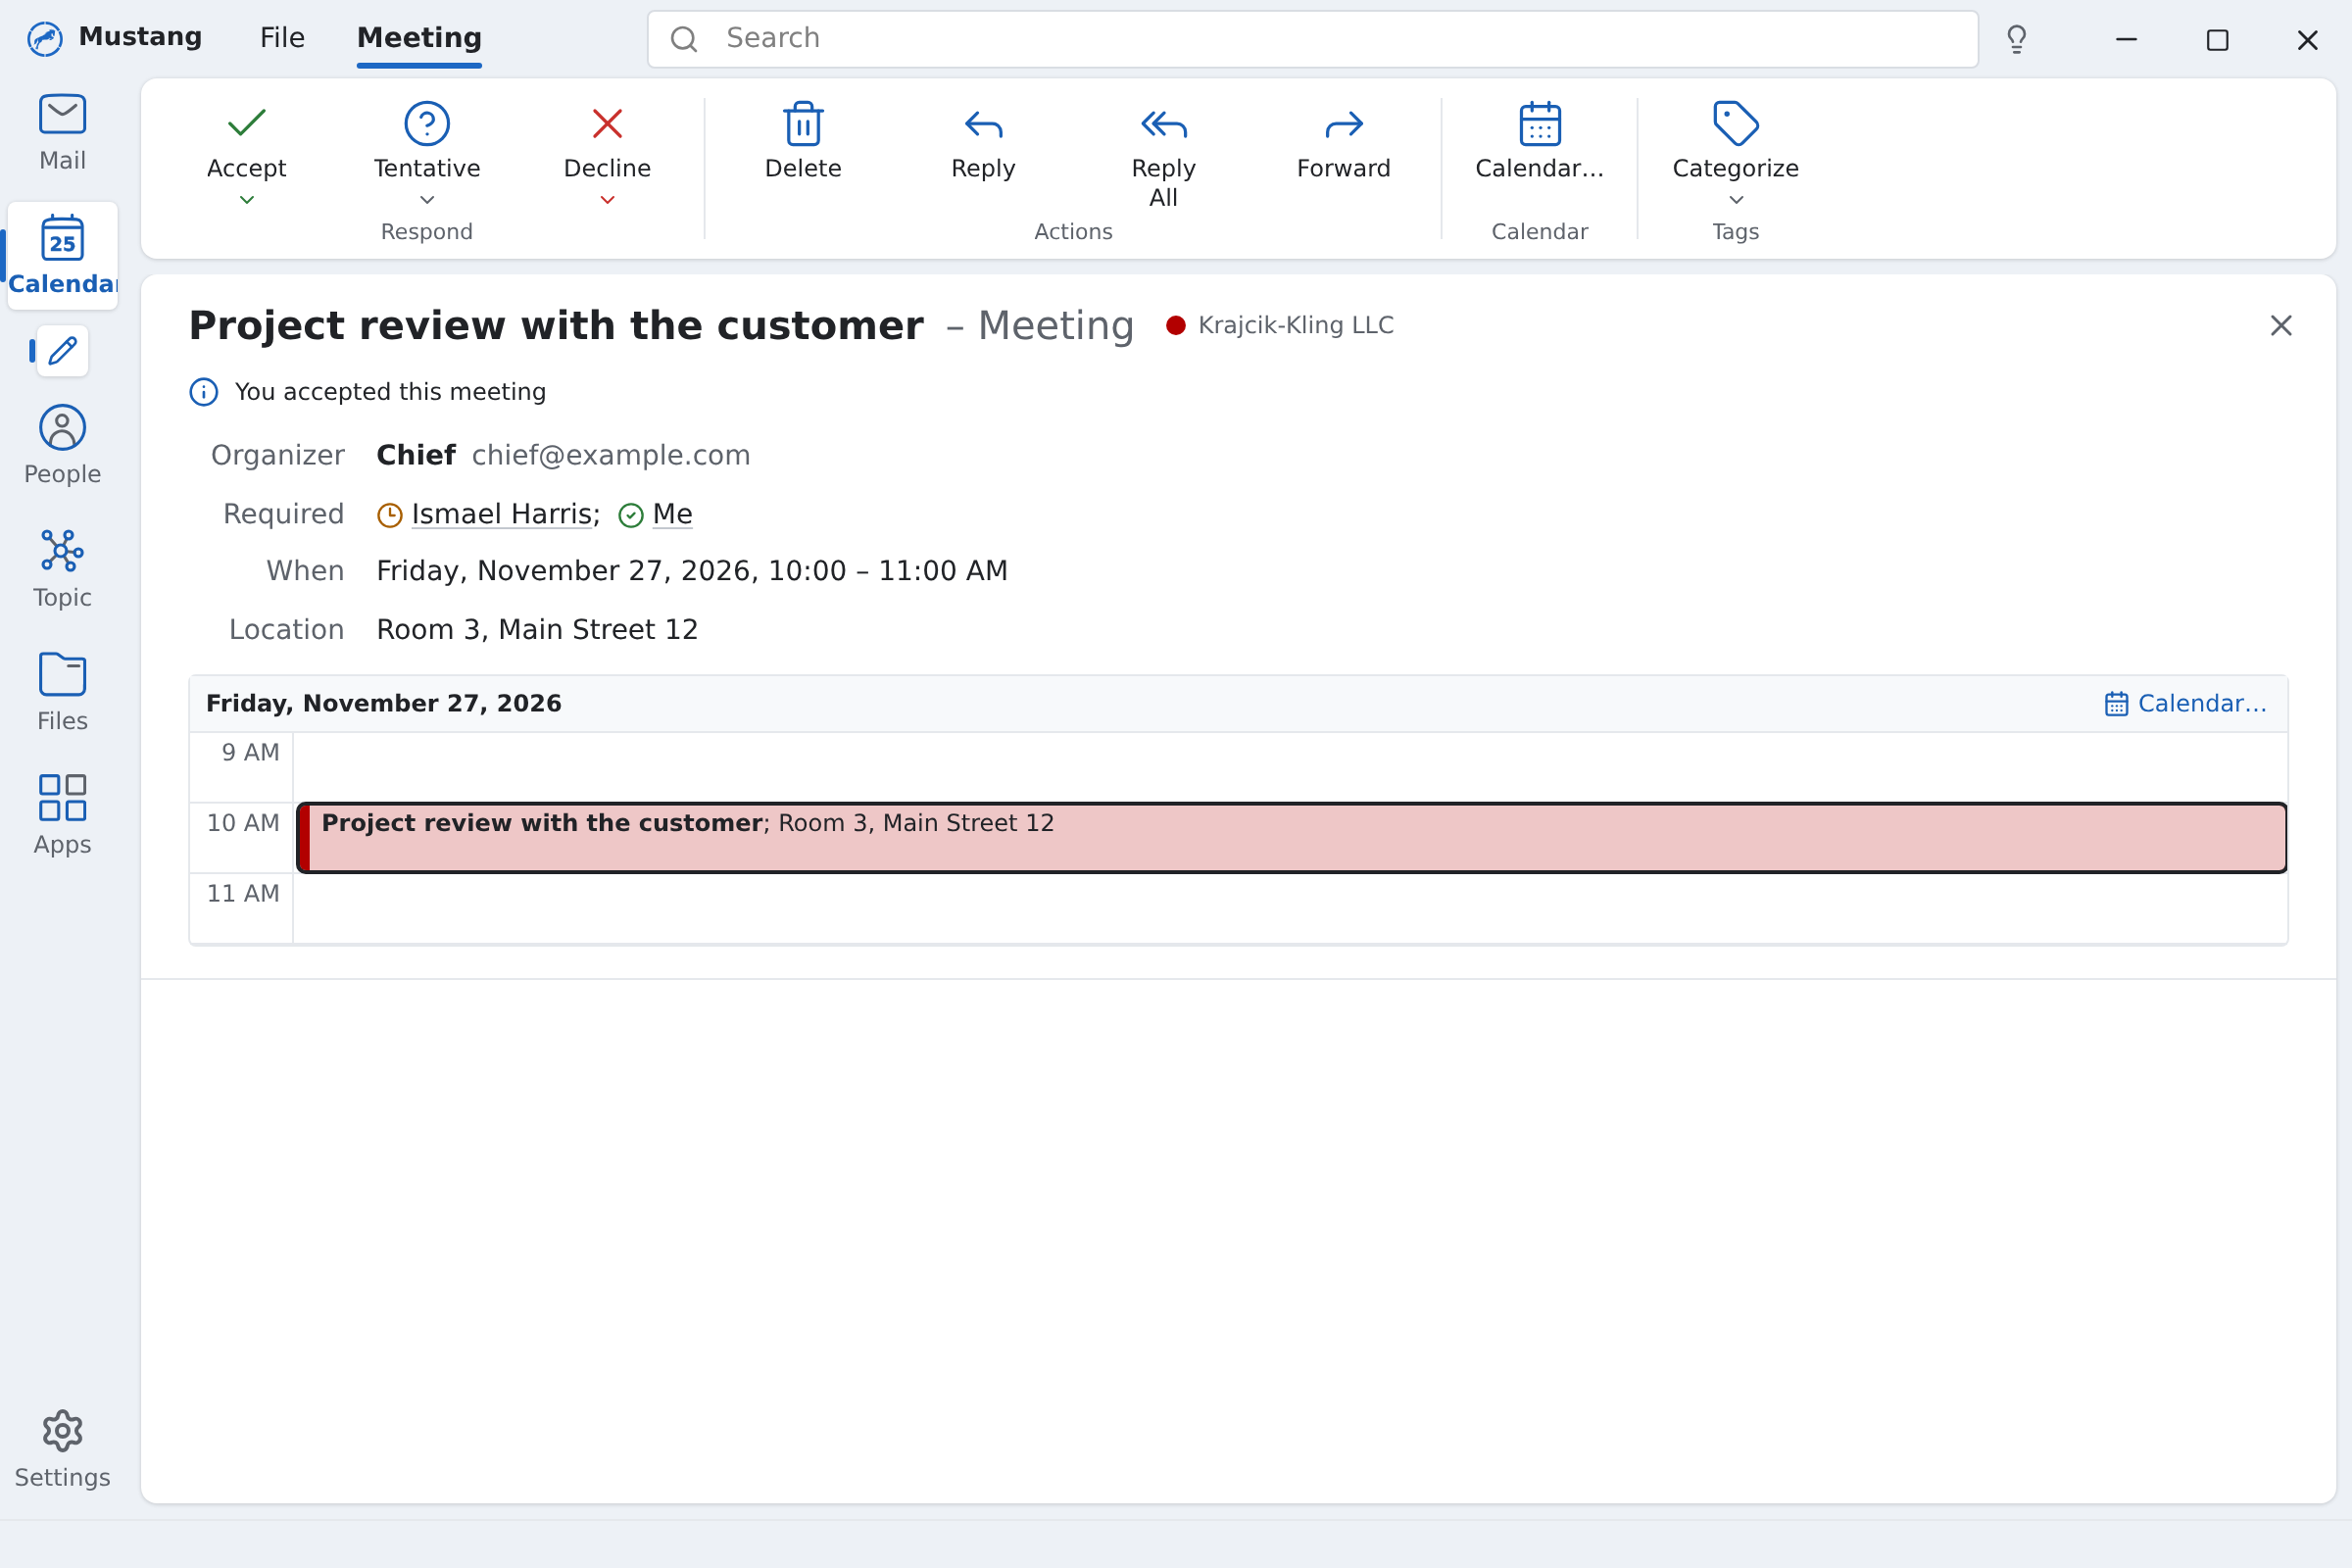 Mustang
File
Meeting
Search
Mail
25
Calendar
People
Topic
Files
Apps
Settings
Accept
Tentative
Decline
Respond
Delete
Reply
Reply
All
Forward
Actions
Calendar...
Calendar
Categorize
Tags
Project review with the customer – Meeting
Krajcik-Kling LLC
You accepted this meeting
Organizer Chief chief@example.com
Required Ismael Harris; Me
When Friday, November 27, 2026, 10:00 – 11:00 AM
Location Room 3, Main Street 12
Friday, November 27, 2026
Calendar...
9 AM
10 AM
Project review with the customer; Room 3, Main Street 12
11 AM